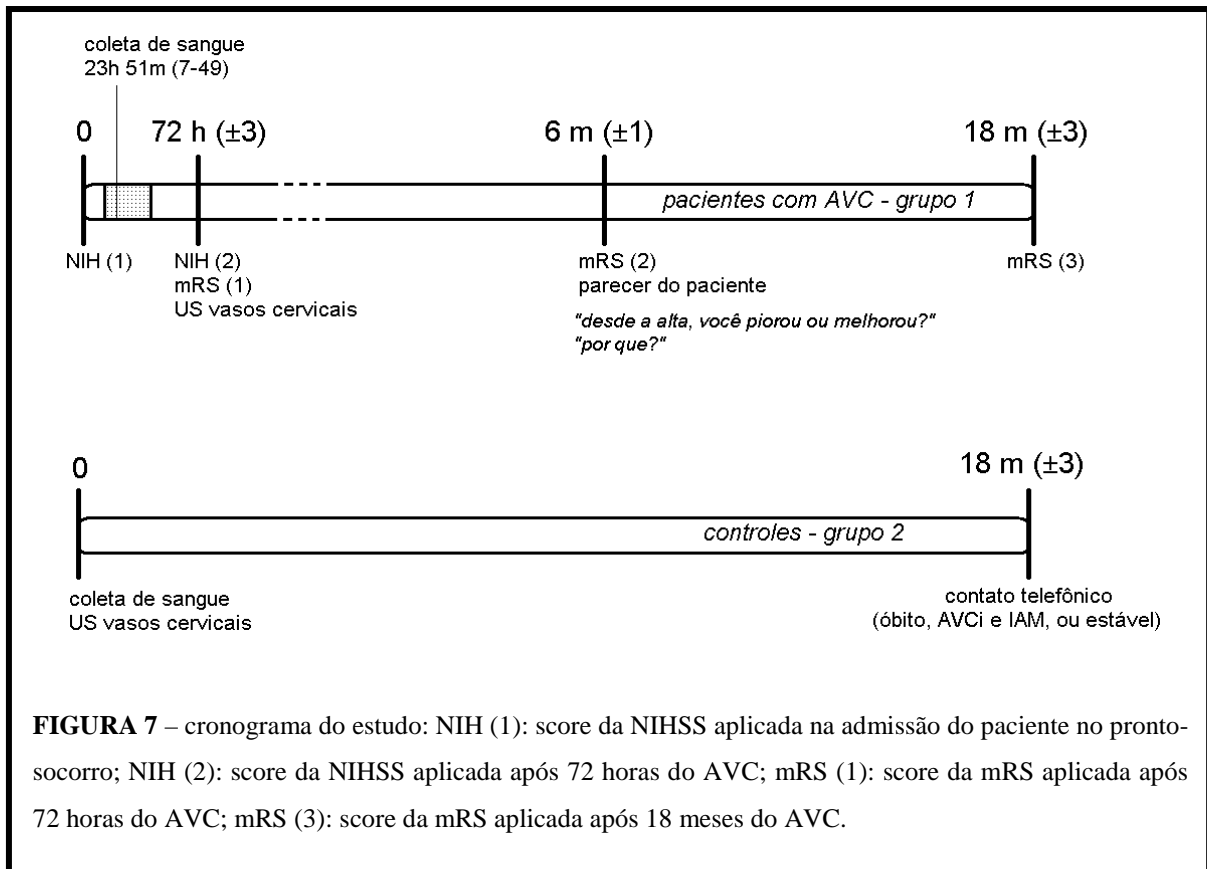 coleta de sangue
23h 51m (7-49)
0
72 h (±3)
6 m (±1)
18 m (±3)
pacientes com AVC - grupo 1
NIH (1)
NIH (2)
mRS (1)
US vasos cervicais
mRS (2)
parecer do paciente
"desde a alta, você piorou ou melhorou?"
"por que?"
mRS (3)
0
18 m (±3)
controles - grupo 2
coleta de sangue
US vasos cervicais
contato telefônico
(óbito, AVCi e IAM, ou estável)
FIGURA 7 – cronograma do estudo: NIH (1): score da NIHSS aplicada na admissão do paciente no pronto-
socorro; NIH (2): score da NIHSS aplicada após 72 horas do AVC; mRS (1): score da mRS aplicada após
72 horas do AVC; mRS (3): score da mRS aplicada após 18 meses do AVC.